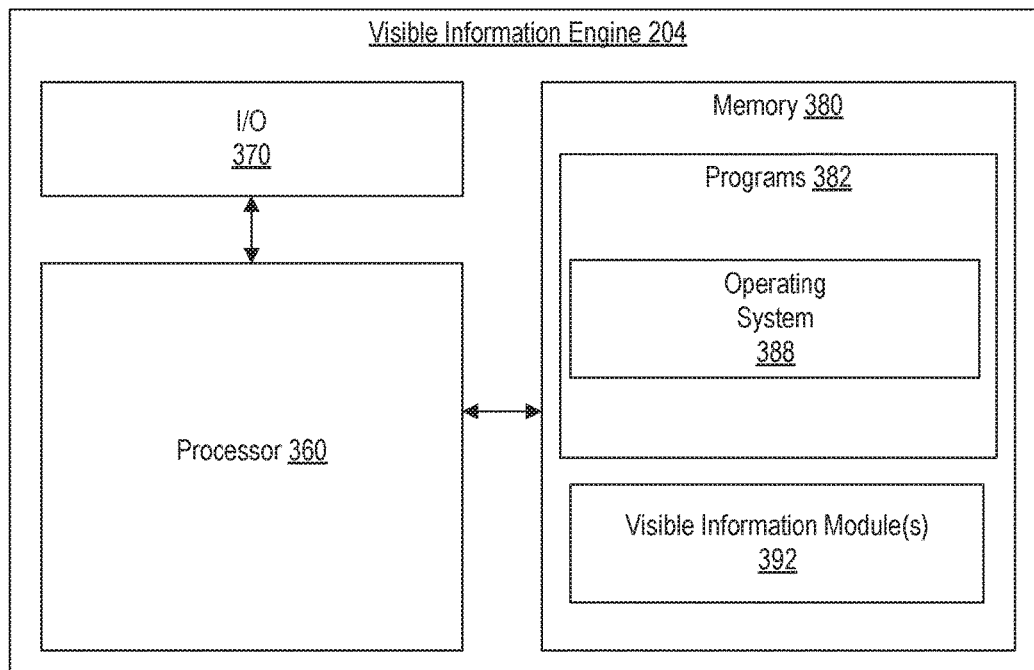 Visible Information Engine 204
I/O
370
Processor 360
Memory 380
Programs 382
Operating
System
388
Visible Information Module(s)
392